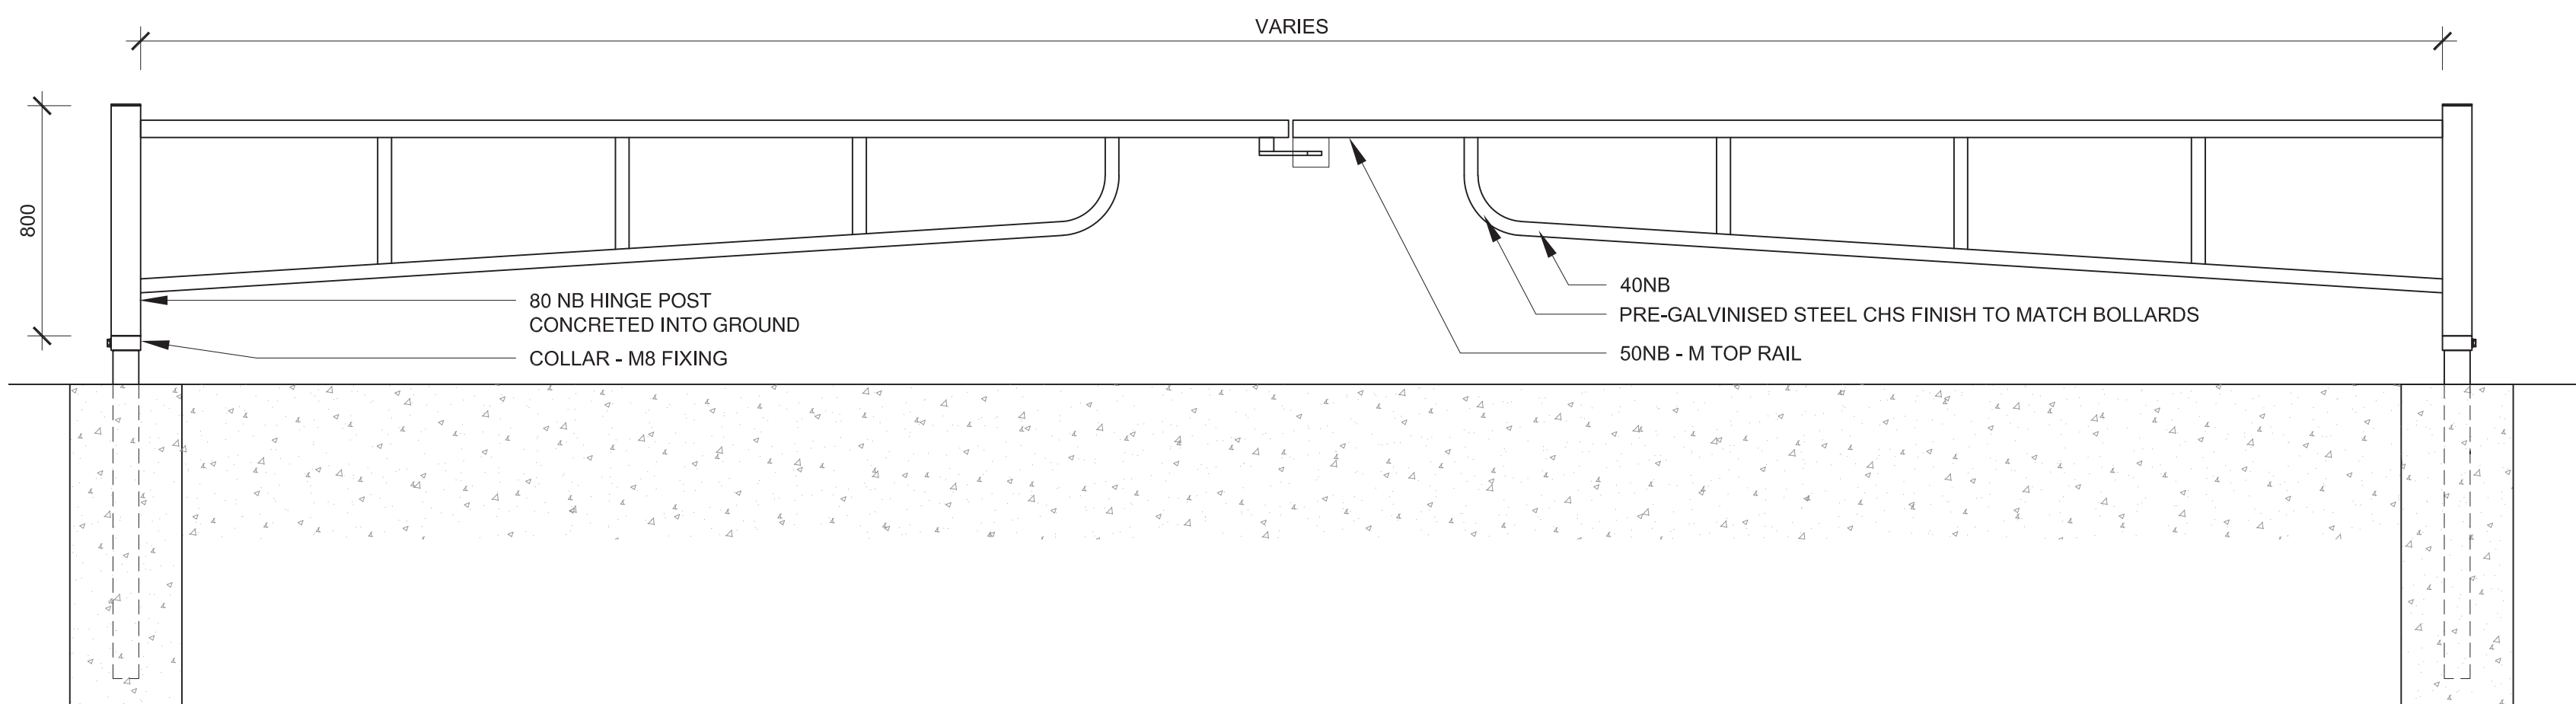 VARIES
800
80 NB HINGE POST
CONCRETED INTO GROUND
COLLAR - M8 FIXING
40NB
PRE-GALVINISED STEEL CHS FINISH TO MATCH BOLLARDS
50NB - M TOP RAIL